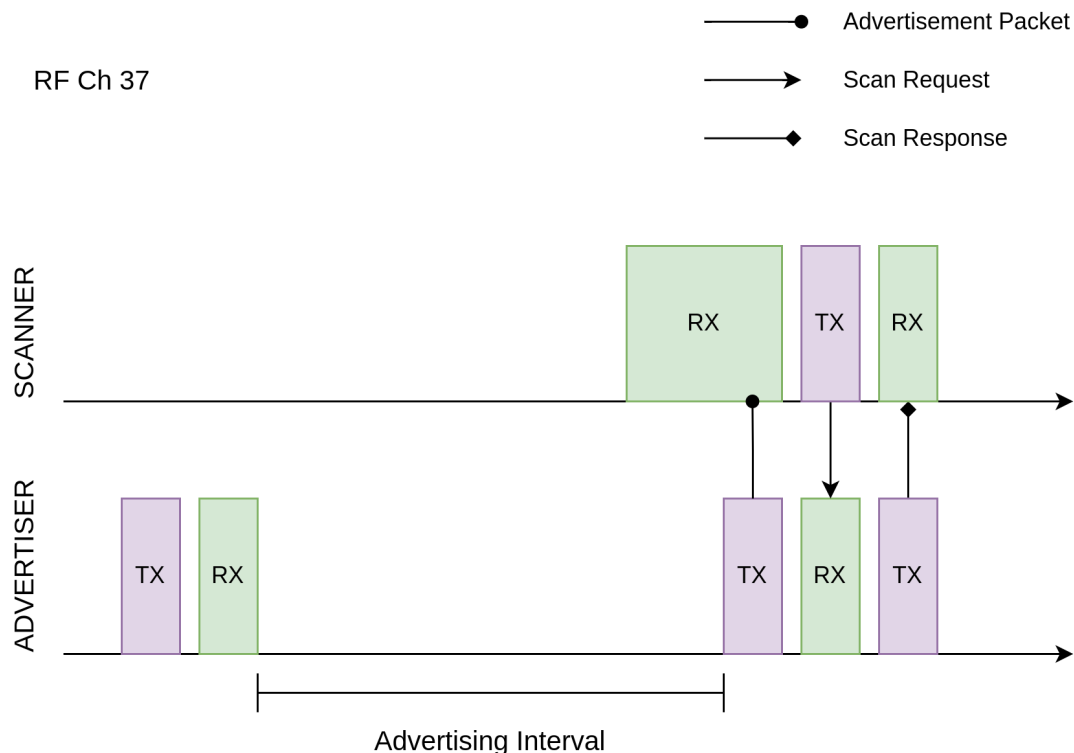 Advertisement Packet
RF Ch 37
Scan Request
Scan Response
SCANNER
RX
TX
RX
ADVERTISER
TX
RX
TX
RX
TX
Advertising Interval